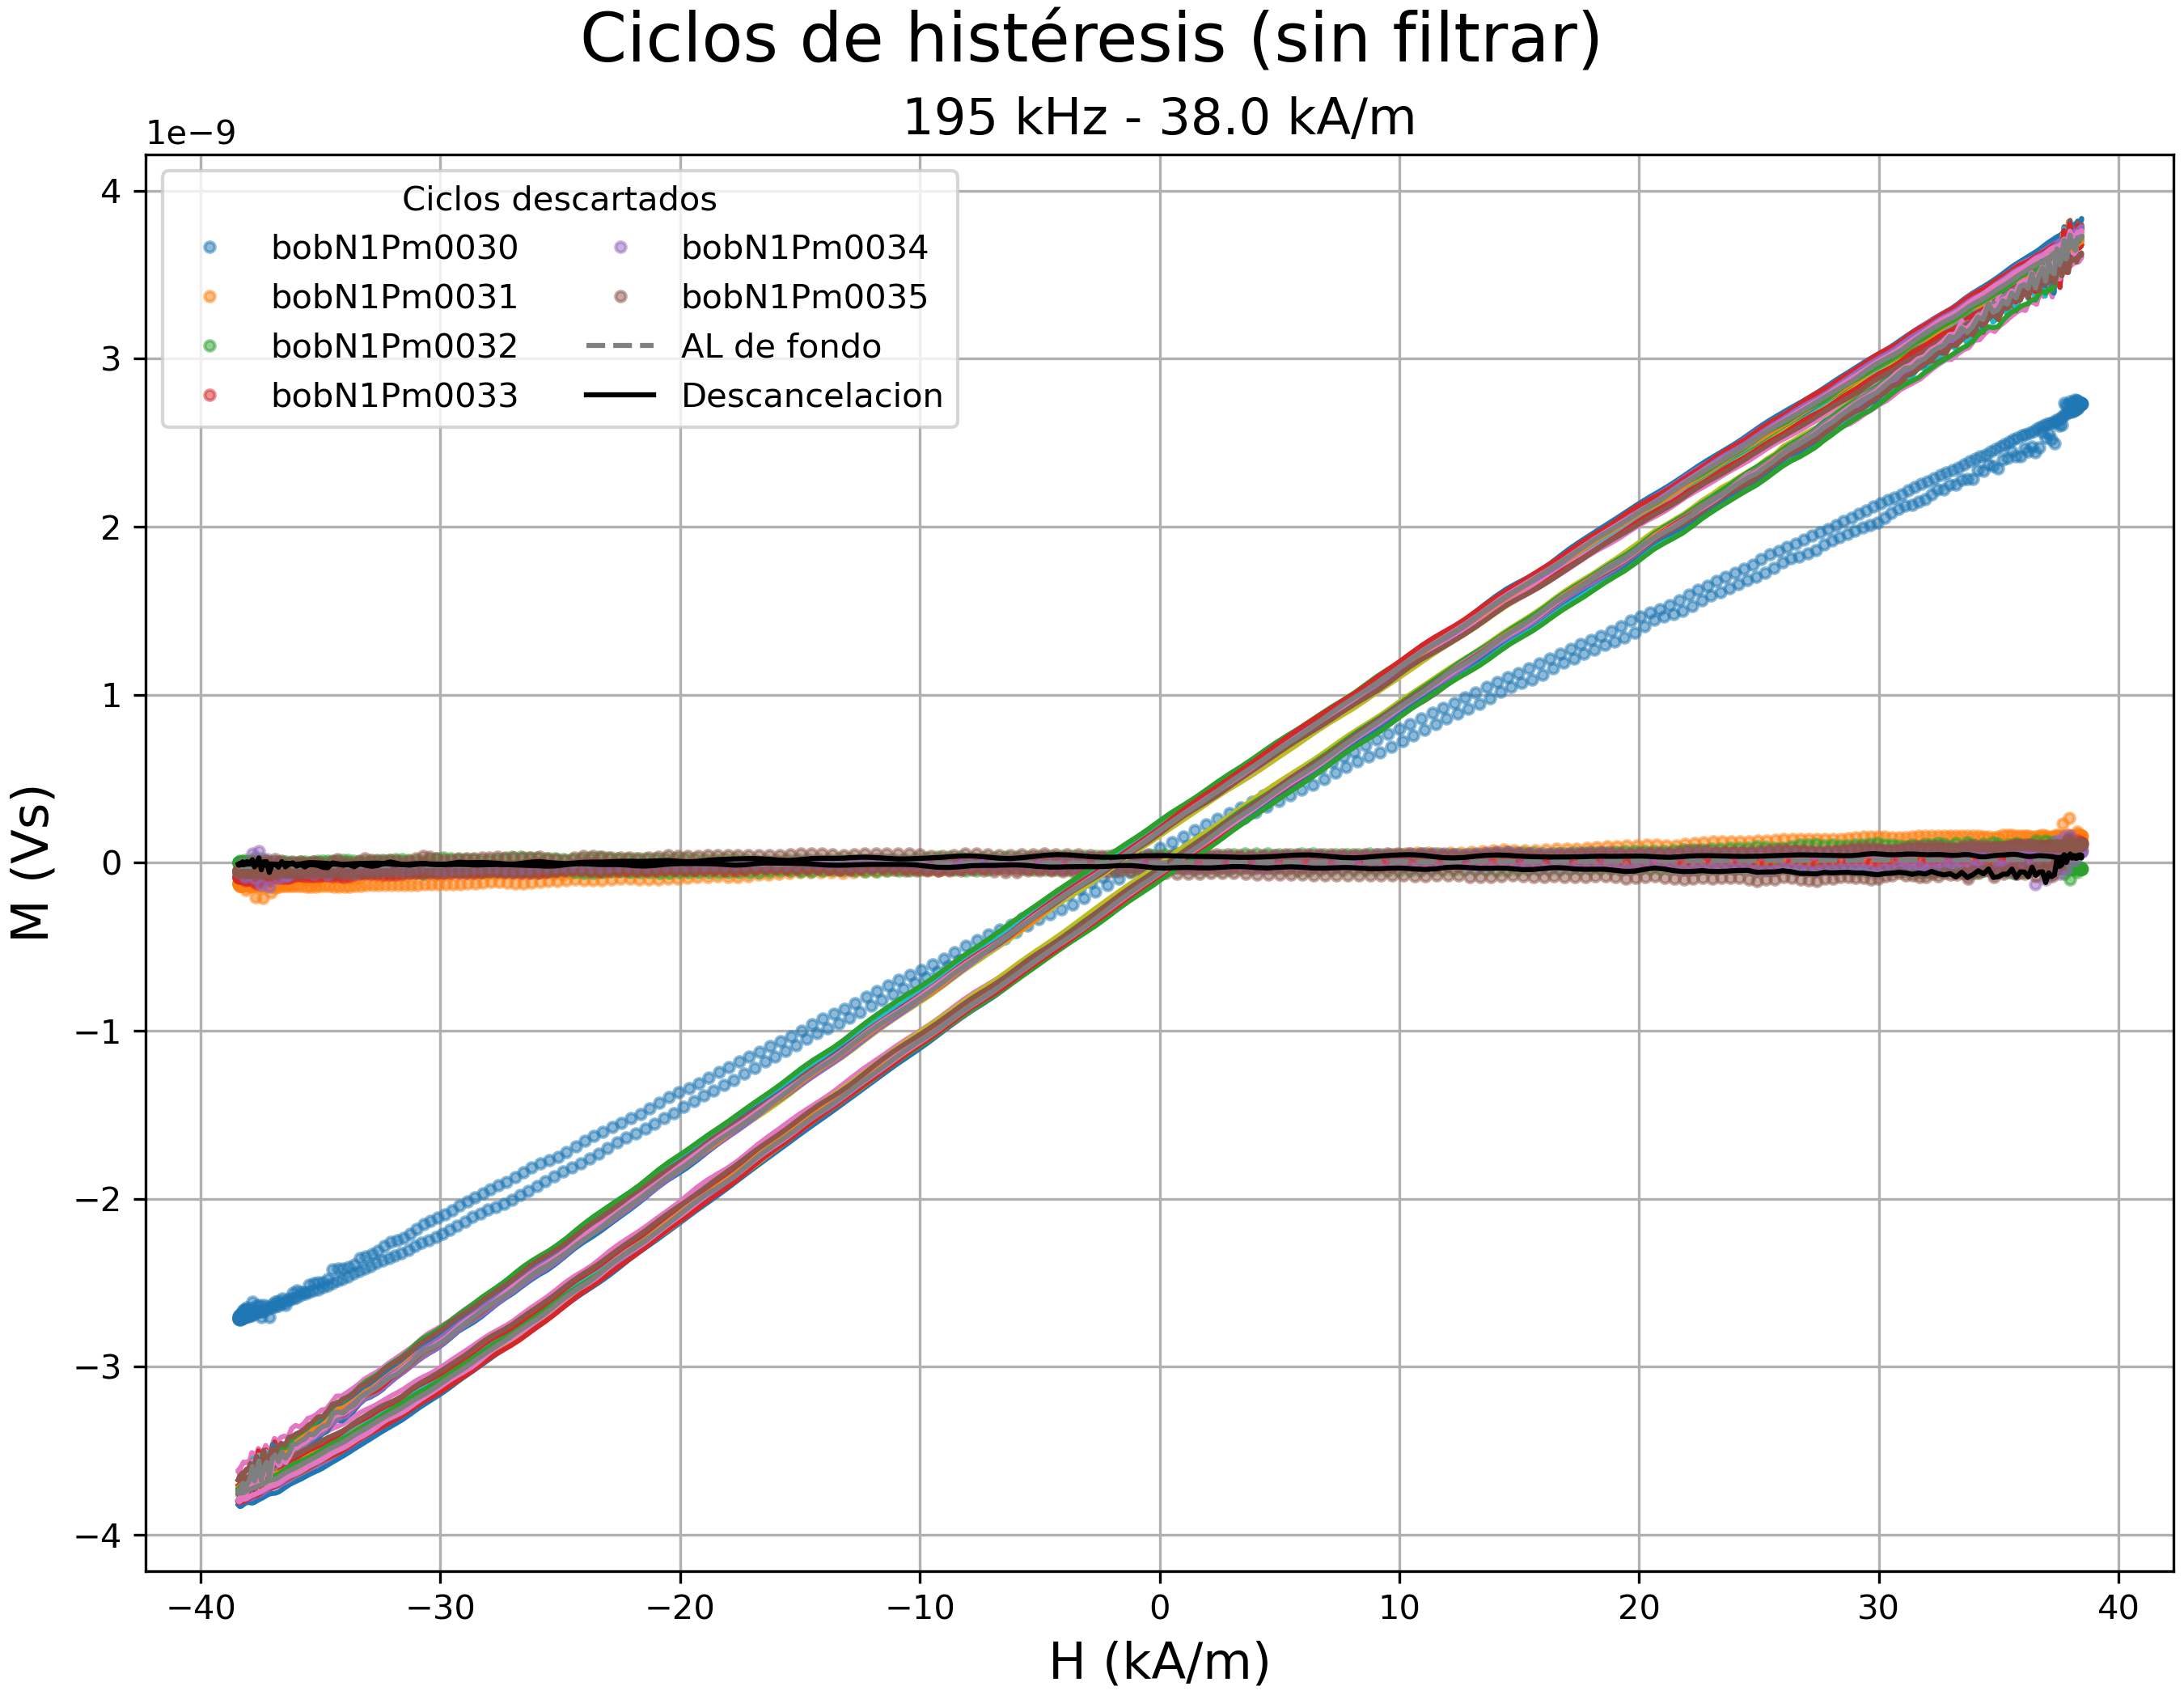 Ciclos de histéresis (sin filtrar)
195 kHz - 38.0 kA/m
1e−9
Ciclos descartados
bobN1Pm0030
bobN1Pm0031
bobN1Pm0032
bobN1Pm0033
bobN1Pm0034
bobN1Pm0035
AL de fondo
Descancelacion
4
3
2
1
0
−1
−2
−3
−4
M (Vs)
−40 −30 −20 −10 0 10 20 30 40
H (kA/m)